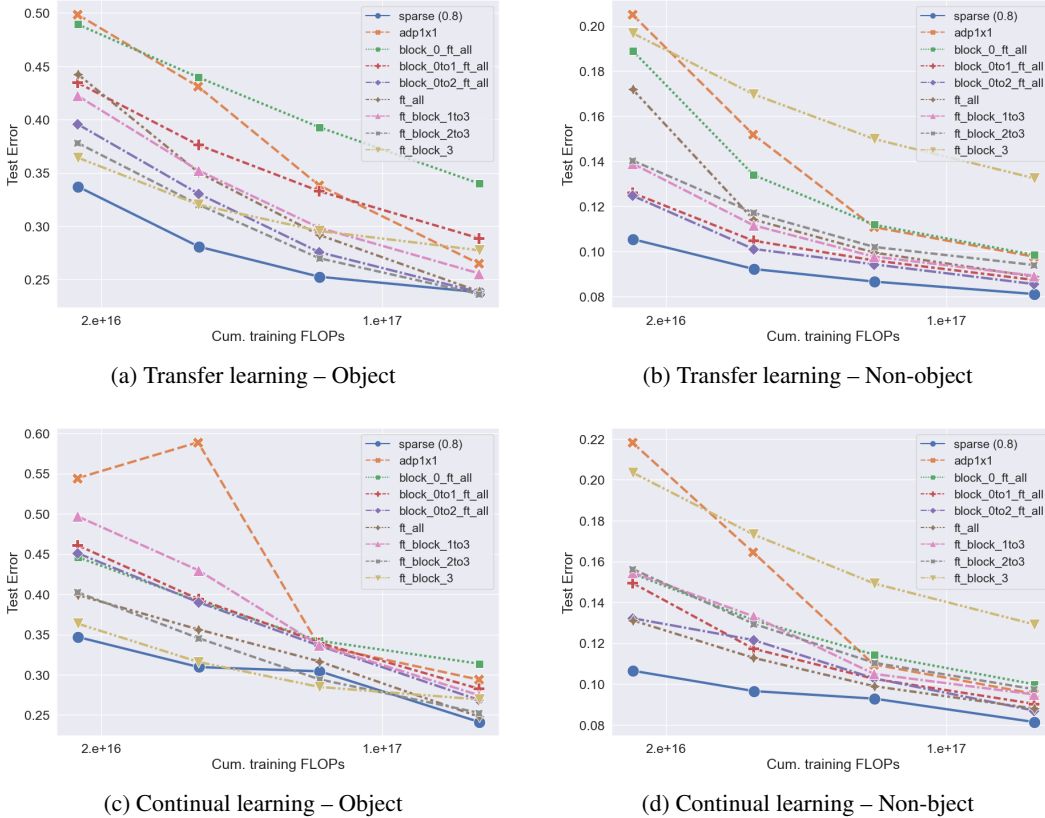 0.50
0.45
0.40
0.35
0.30
0.25
Test Error
2.e+16
1.e+17
Cum. training FLOPs
sparse (0.8)
adp1x1
block_0_ft_all
block_0to1_ft_all
block_0to2_ft_all
ft_all
ft_block_1to3
ft_block_2to3
ft_block_3
(a) Transfer learning – Object
0.20
0.18
0.16
0.14
0.12
0.10
0.08
Test Error
2.e+16
1.e+17
Cum. training FLOPs
sparse (0.8)
adp1x1
block_0_ft_all
block_0to1_ft_all
block_0to2_ft_all
ft_all
ft_block_1to3
ft_block_2to3
ft_block_3
(b) Transfer learning – Non-object
0.60
0.55
0.50
0.45
0.40
0.35
0.30
0.25
Test Error
2.e+16
1.e+17
Cum. training FLOPs
sparse (0.8)
adp1x1
block_0_ft_all
block_0to1_ft_all
block_0to2_ft_all
ft_all
ft_block_1to3
ft_block_2to3
ft_block_3
(c) Continual learning – Object
0.22
0.20
0.18
0.16
0.14
0.12
0.10
0.08
Test Error
2.e+16
1.e+17
Cum. training FLOPs
sparse (0.8)
adp1x1
block_0_ft_all
block_0to1_ft_all
block_0to2_ft_all
ft_all
ft_block_1to3
ft_block_2to3
ft_block_3
(d) Continual learning – Non-bject